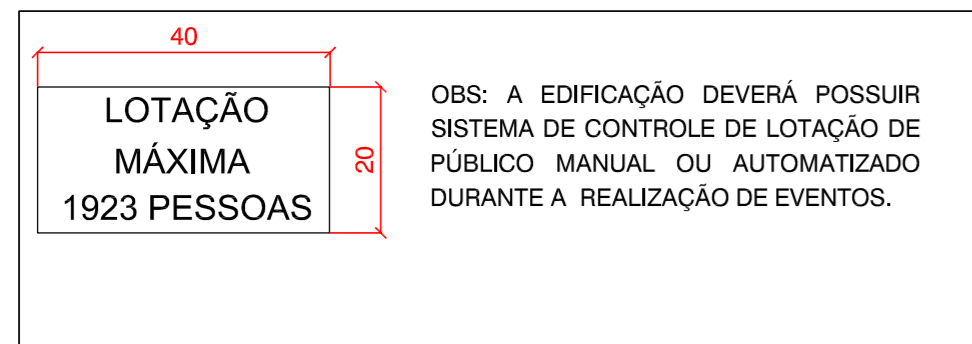 40
LOTAÇÃO
MÁXIMA
1923 PESSOAS
20
OBS: A EDIFICAÇÃO DEVERÁ POSSUIR
SISTEMA DE CONTROLE DE LOTAÇÃO DE
PÚBLICO MANUAL OU AUTOMATIZADO
DURANTE A REALIZAÇÃO DE EVENTOS.